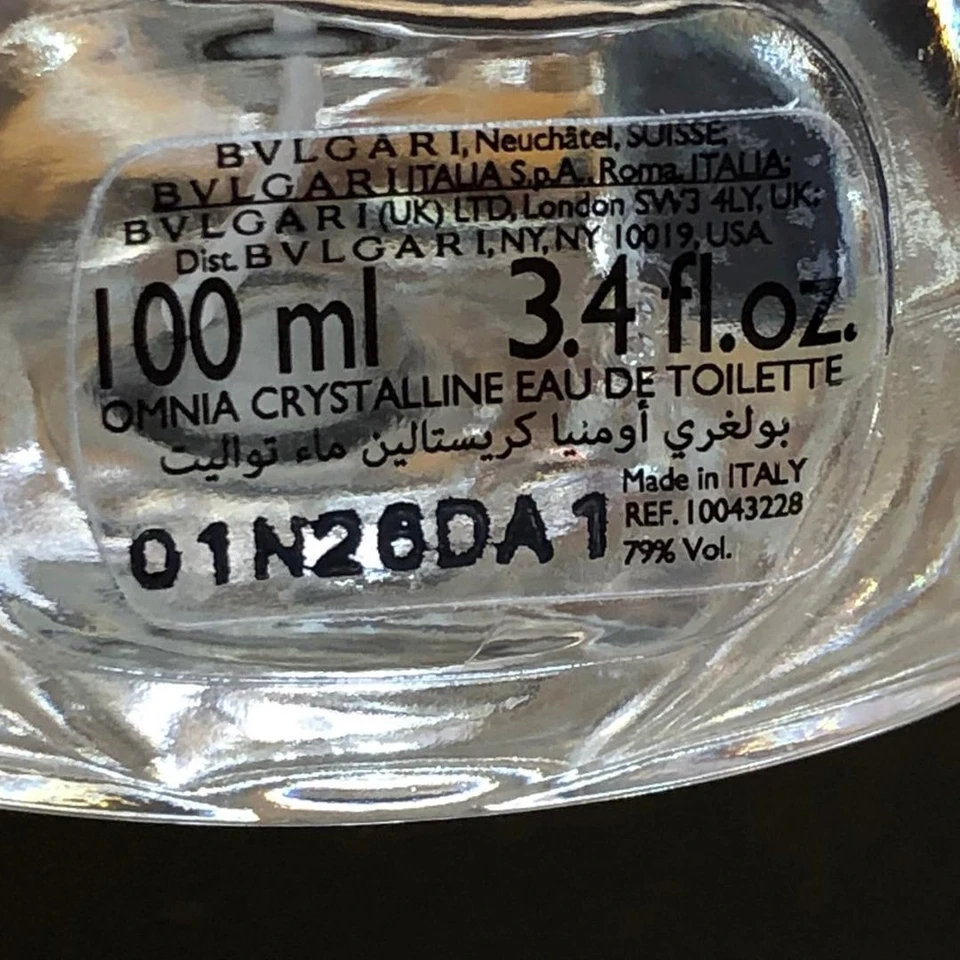 BVLGARI, Neuchâtel, SUISSE;
BVLGARI ITALIA S.p.A., Roma, ITALIA;
BVLGARI (UK) LTD, London SW3 4LY, UK;
Dist. BVLGARI, NY, NY 10019, USA
100 ml 3.4 fl.oz.
OMNIA CRYSTALLINE EAU DE TOILETTE
بولغري أومنيا كريستالين ماء تواليت
Made in ITALY
REF. 10043228
79% Vol.
01N26DA1